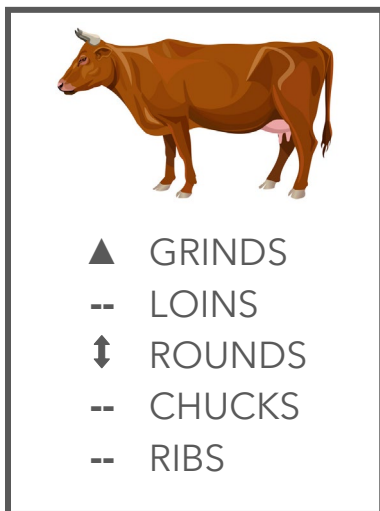 ▲ GRINDS
-- LOINS
↕ ROUNDS
-- CHUCKS
-- RIBS